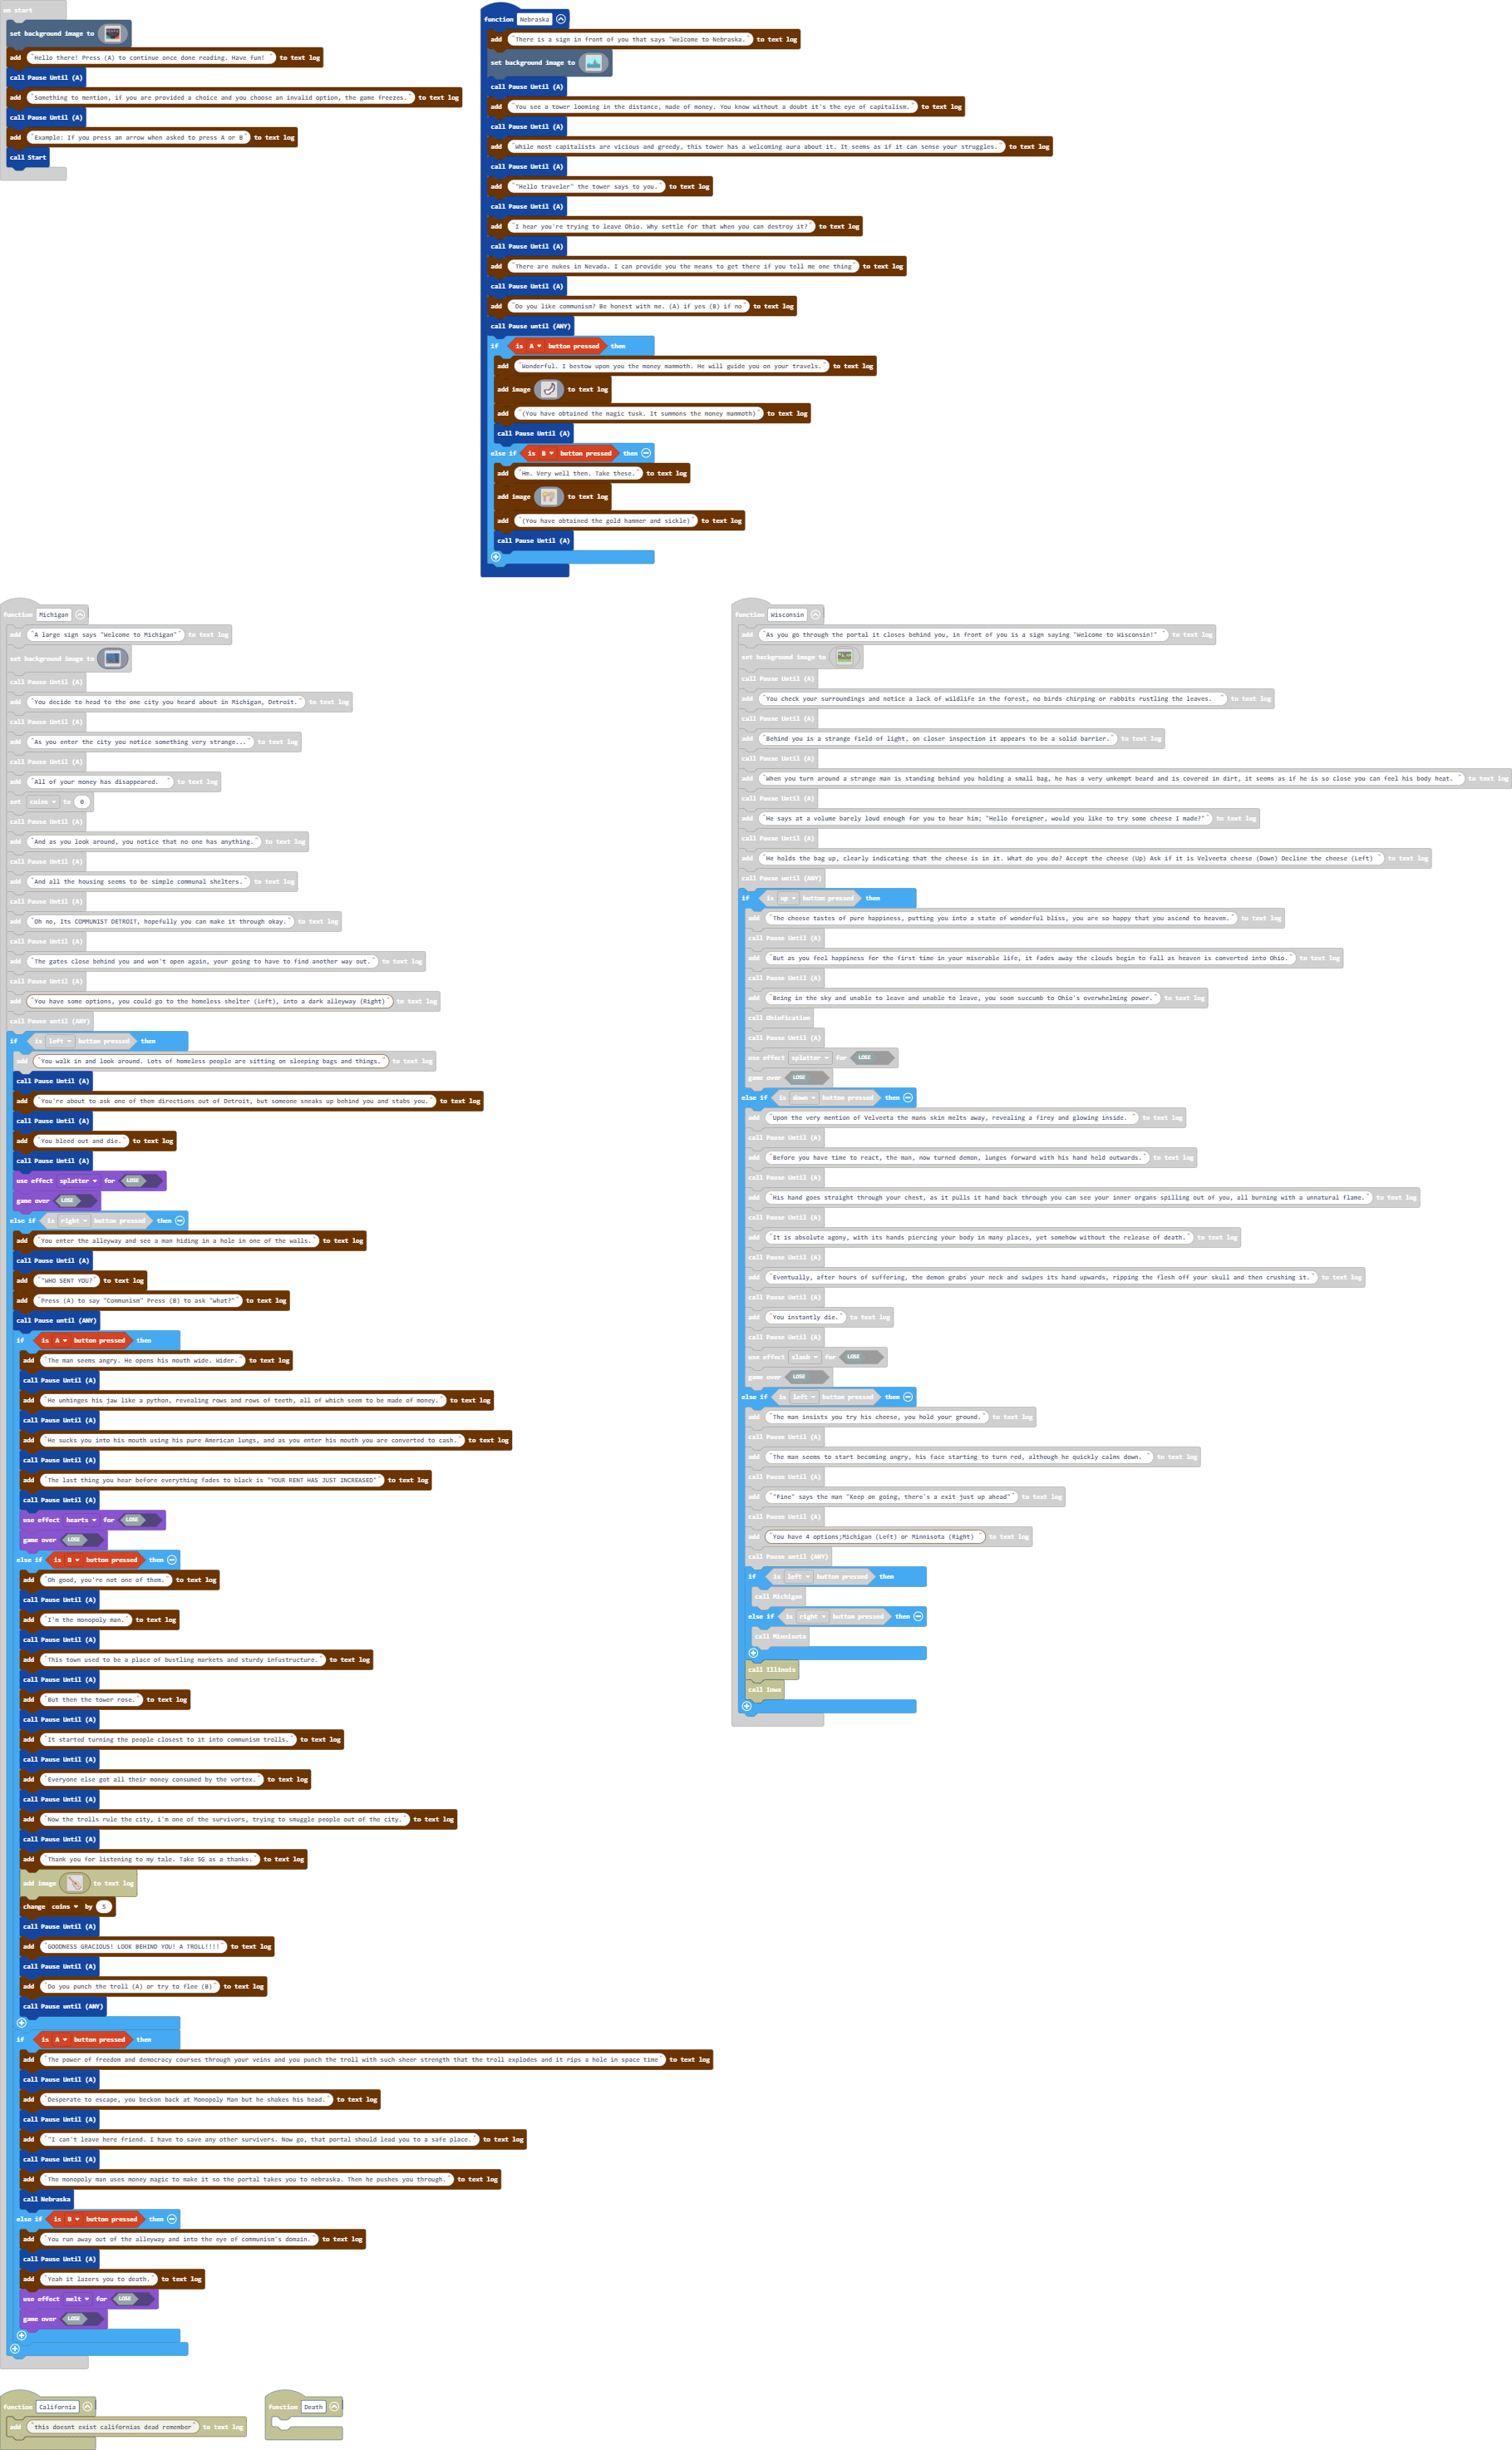 on start
set background image to
add "Hello there! Press (A) to continue once done reading. Have fun! " to text log
call Pause Until (A)
add "Something to mention, if you are provided a choice and you choose an invalid option, the game freezes." to text log
call Pause Until (A)
add "Example: If you press an arrow when asked to press A or B" to text log
call Start
function Nebraska
add "There is a sign in front of you that says "Welcome to Nebraska." to text log
set background image to
call Pause Until (A)
add "You see a tower looming in the distance, made of money. You know without a doubt it's the eye of capitalism." to text log
call Pause Until (A)
add "While most capitalists are vicious and greedy, this tower has a welcoming aura about it. It seems as if it can sense your struggles." to text log
call Pause Until (A)
add ""Hello traveler" the tower says to you." to text log
call Pause Until (A)
add "I hear you're trying to leave Ohio. Why settle for that when you can destroy it?" to text log
call Pause Until (A)
add "There are nukes in Nevada. I can provide you the means to get there if you tell me one thing" to text log
call Pause Until (A)
add "Do you like communism? Be honest with me. (A) if yes (B) if no" to text log
call Pause until (ANY)
if is A button pressed then
add "Wonderful. I bestow upon you the money mammoth. He will guide you on your travels." to text log
add image to text log
add "(You have obtained the magic tusk. It summons the money mammoth)" to text log
call Pause Until (A)
else if is B button pressed then
add "Hm. Very well then. Take these." to text log
add image to text log
add "(You have obtained the gold hammer and sickle)" to text log
call Pause Until (A)
function Michigan
add "A large sign says "Welcome to Michigan"" to text log
set background image to
call Pause Until (A)
add "You decide to head to the one city you heard about in Michigan, Detroit." to text log
call Pause Until (A)
add "As you enter the city you notice something very strange..." to text log
call Pause Until (A)
add "All of your money has disappeared. " to text log
set coins to 0
call Pause Until (A)
add "And as you look around, you notice that no one has anything." to text log
call Pause Until (A)
add "And all the housing seems to be simple communal shelters." to text log
call Pause Until (A)
add "Oh no, Its COMMUNIST DETROIT, hopefully you can make it through okay." to text log
call Pause Until (A)
add "The gates close behind you and won't open again, your going to have to find another way out." to text log
call Pause Until (A)
add "You have some options, you could go to the homeless shelter (Left), into a dark alleyway (Right)" to text log
call Pause until (ANY)
if is left button pressed then
add "You walk in and look around. Lots of homeless people are sitting on sleeping bags and things." to text log
call Pause Until (A)
add "You're about to ask one of them directions out of Detroit, but someone sneaks up behind you and stabs you." to text log
call Pause Until (A)
add "You bleed out and die." to text log
call Pause Until (A)
use effect splatter for LOSE
game over LOSE
else if is right button pressed then
add "You enter the alleyway and see a man hiding in a hole in one of the walls." to text log
call Pause Until (A)
add ""WHO SENT YOU?" to text log
add "Press (A) to say "Communism" Press (B) to ask "what?"" to text log
call Pause until (ANY)
if is A button pressed then
add "The man seems angry. He opens his mouth wide. Wider." to text log
call Pause Until (A)
add "He unhinges his jaw like a python, revealing rows and rows of teeth, all of which seem to be made of money." to text log
call Pause Until (A)
add "He sucks you into his mouth using his pure American lungs, and as you enter his mouth you are converted to cash." to text log
call Pause Until (A)
add "The last thing you hear before everything fades to black is "YOUR RENT HAS JUST INCREASED"" to text log
call Pause Until (A)
use effect hearts for LOSE
game over LOSE
else if is B button pressed then
add "Oh good, you're not one of them." to text log
call Pause Until (A)
add "I'm the monopoly man." to text log
call Pause Until (A)
add "This town used to be a place of bustling markets and sturdy infustructure." to text log
call Pause Until (A)
add "But then the tower rose." to text log
call Pause Until (A)
add "It started turning the people closest to it into communism trolls." to text log
call Pause Until (A)
add "Everyone else got all their money consumed by the vortex." to text log
call Pause Until (A)
add "Now the trolls rule the city, i'm one of the survivors, trying to smuggle people out of the city." to text log
call Pause Until (A)
add "Thank you for listening to my tale. Take 5G as a thanks." to text log
add image to text log
change coins by 5
call Pause Until (A)
add "GOODNESS GRACIOUS! LOOK BEHIND YOU! A TROLL!!!!" to text log
call Pause Until (A)
add "Do you punch the troll (A) or try to flee (B)" to text log
call Pause until (ANY)
if is A button pressed then
add "The power of freedom and democracy courses through your veins and you punch the troll with such sheer strength that the troll explodes and it rips a hole in space time" to text log
call Pause Until (A)
add "Desperate to escape, you beckon back at Monopoly Man but he shakes his head." to text log
call Pause Until (A)
add ""I can't leave here friend. I have to save any other survivers. Now go, that portal should lead you to a safe place." to text log
call Pause Until (A)
add "The monopoly man uses money magic to make it so the portal takes you to nebraska. Then he pushes you through." to text log
call Nebraska
else if is B button pressed then
add "You run away out of the alleyway and into the eye of communism's domain." to text log
call Pause Until (A)
add "Yeah it lazers you to death." to text log
use effect melt for LOSE
game over LOSE
function Wisconsin
add "As you go through the portal it closes behind you, in front of you is a sign saying "Welcome to Wisconsin!" " to text log
set background image to
call Pause Until (A)
add "You check your surroundings and notice a lack of wildlife in the forest, no birds chirping or rabbits rustling the leaves. " to text log
call Pause Until (A)
add "Behind you is a strange field of light, on closer inspection it appears to be a solid barrier." to text log
call Pause Until (A)
add "When you turn around a strange man is standing behind you holding a small bag, he has a very unkempt beard and is covered in dirt, it seems as if he is so close you can feel his body heat. " to text log
call Pause Until (A)
add "He says at a volume barely loud enough for you to hear him; "Hello foreigner, would you like to try some cheese I made?"" to text log
call Pause Until (A)
add "He holds the bag up, clearly indicating that the cheese is in it. What do you do? Accept the cheese (Up) Ask if it is Velveeta cheese (Down) Decline the cheese (Left) " to text log
call Pause until (ANY)
if is up button pressed then
add "The cheese tastes of pure happiness, putting you into a state of wonderful bliss, you are so happy that you ascend to heaven." to text log
call Pause Until (A)
add "But as you feel happiness for the first time in your miserable life, it fades away the clouds begin to fall as heaven is converted into Ohio." to text log
call Pause Until (A)
add "Being in the sky and unable to leave and unable to leave, you soon succumb to Ohio's overwhelming power." to text log
call Ohiofication
call Pause Until (A)
use effect splatter for LOSE
game over LOSE
else if is down button pressed then
add "Upon the very mention of Velveeta the mans skin melts away, revealing a firey and glowing inside. " to text log
call Pause Until (A)
add "Before you have time to react, the man, now turned demon, lunges forward with his hand held outwards." to text log
call Pause Until (A)
add "His hand goes straight through your chest, as it pulls it hand back through you can see your inner organs spilling out of you, all burning with a unnatural flame." to text log
call Pause Until (A)
add "It is absolute agony, with its hands piercing your body in many places, yet somehow without the release of death." to text log
call Pause Until (A)
add "Eventually, after hours of suffering, the demon grabs your neck and swipes its hand upwards, ripping the flesh off your skull and then crushing it." to text log
call Pause Until (A)
add "You instantly die." to text log
call Pause Until (A)
use effect slash for LOSE
game over LOSE
else if is left button pressed then
add "The man insists you try his cheese, you hold your ground." to text log
call Pause Until (A)
add "The man seems to start becoming angry, his face starting to turn red, although he quickly calms down. " to text log
call Pause Until (A)
add ""Fine" says the man "Keep on going, there's a exit just up ahead"" to text log
call Pause Until (A)
add "You have 4 options;Michigan (Left) or Minnisota (Right) " to text log
call Pause until (ANY)
if is left button pressed then
call Michigan
else if is right button pressed then
call Minnisota
call Illinois
call Iowa
function California
add "this doesnt exist californias dead remember" to text log
function Death